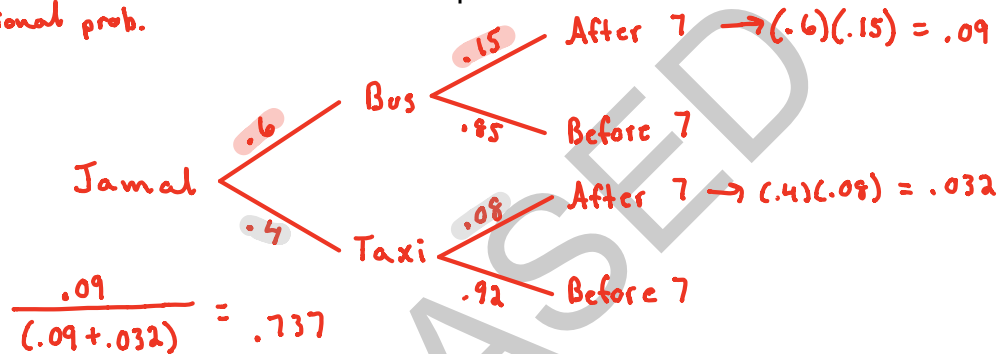 ional prob.
After 7 → (.6)(.15) = .09
.15
Bus
.6
.85
Before 7
Jamal
After 7 → (.4)(.08) = .032
.08
.4
Taxi
.92
Before 7
.09
(.09+.032) = .737
ASED